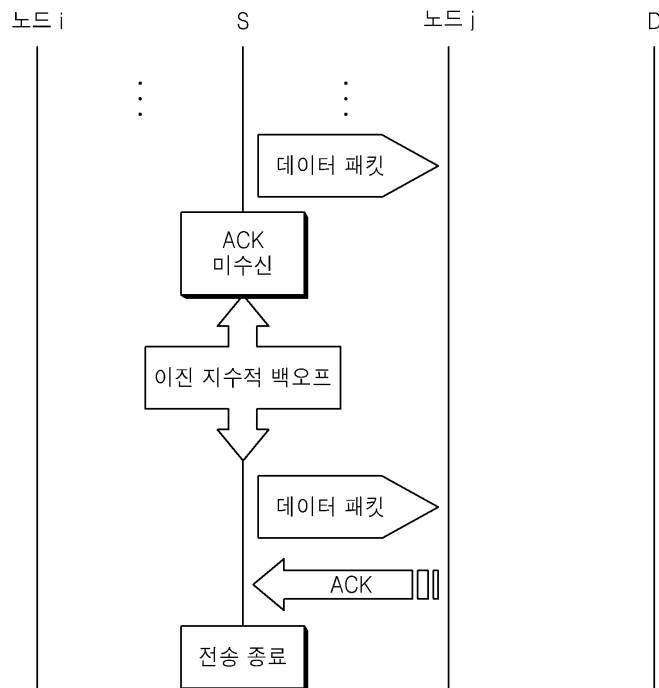 노드 i
S
노드 j
D
데이터 패킷
ACK
미수신
이진 지수적 백오프
데이터 패킷
ACK
전송 종료